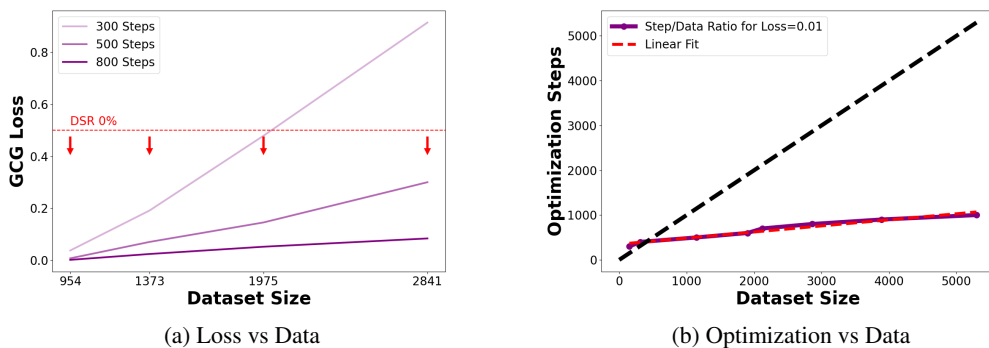 300 Steps
500 Steps
800 Steps
DSR 0%
GCG Loss
0.8
0.6
0.4
0.2
0.0
954
1373
1975
2841
Dataset Size
(a) Loss vs Data
Step/Data Ratio for Loss=0.01
Linear Fit
Optimization Steps
5000
4000
3000
2000
1000
0
0
1000
2000
3000
4000
5000
Dataset Size
(b) Optimization vs Data